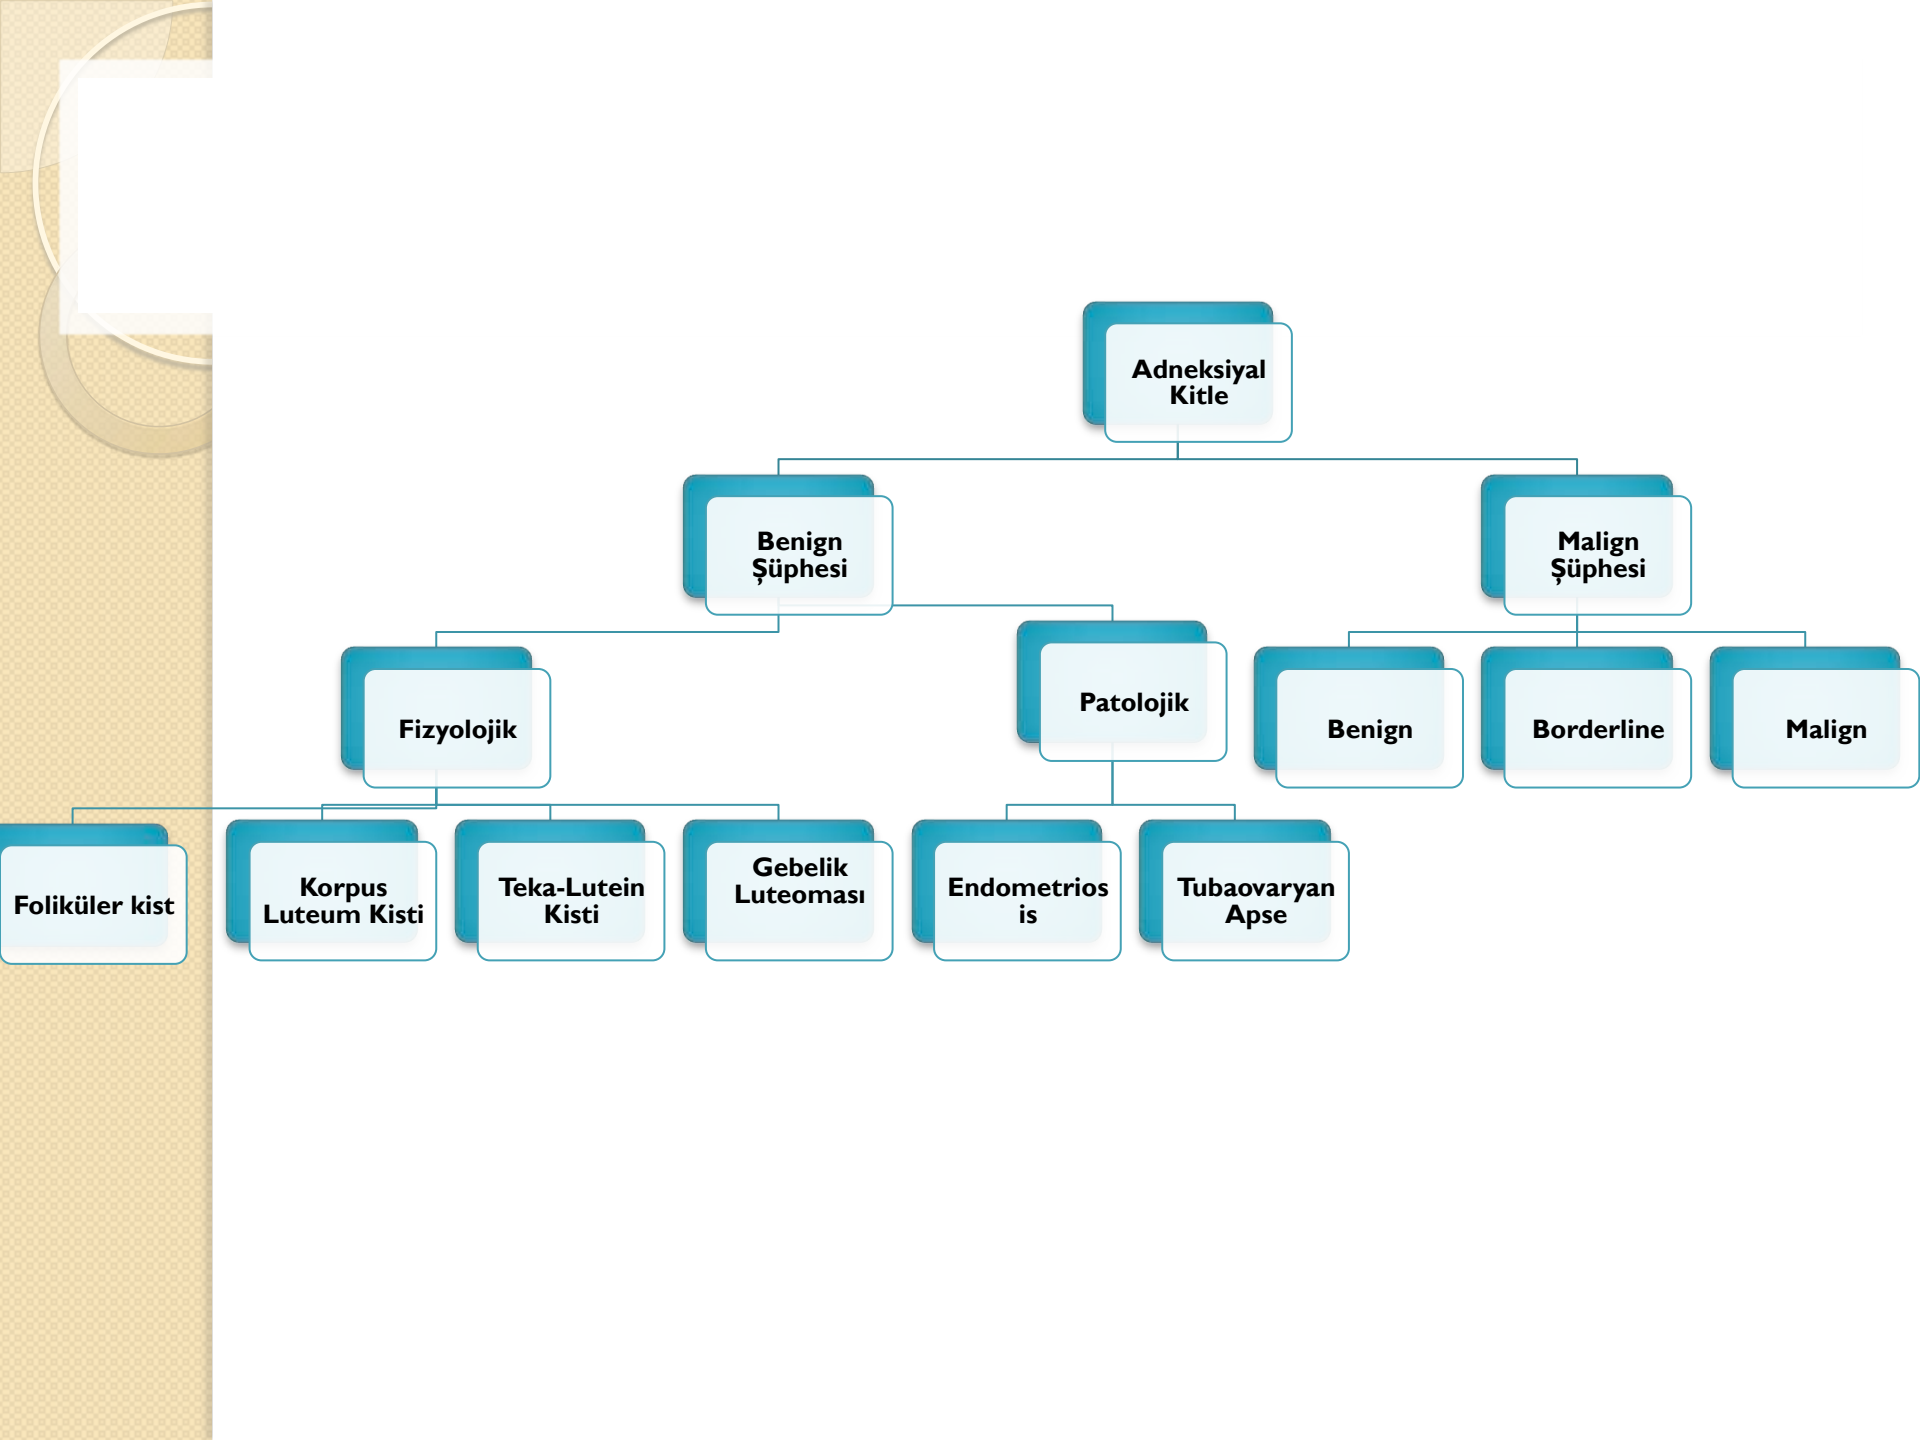 Adneksiyal
Kitle
Benign
Şüphesi
Malign
Şüphesi
Fizyolojik
Patolojik
Benign
Borderline
Malign
Foliküler kist
Korpus
Luteum Kisti
Teka-Lutein
Kisti
Gebelik
Luteoması
Endometrios
is
Tubaovaryan
Apse